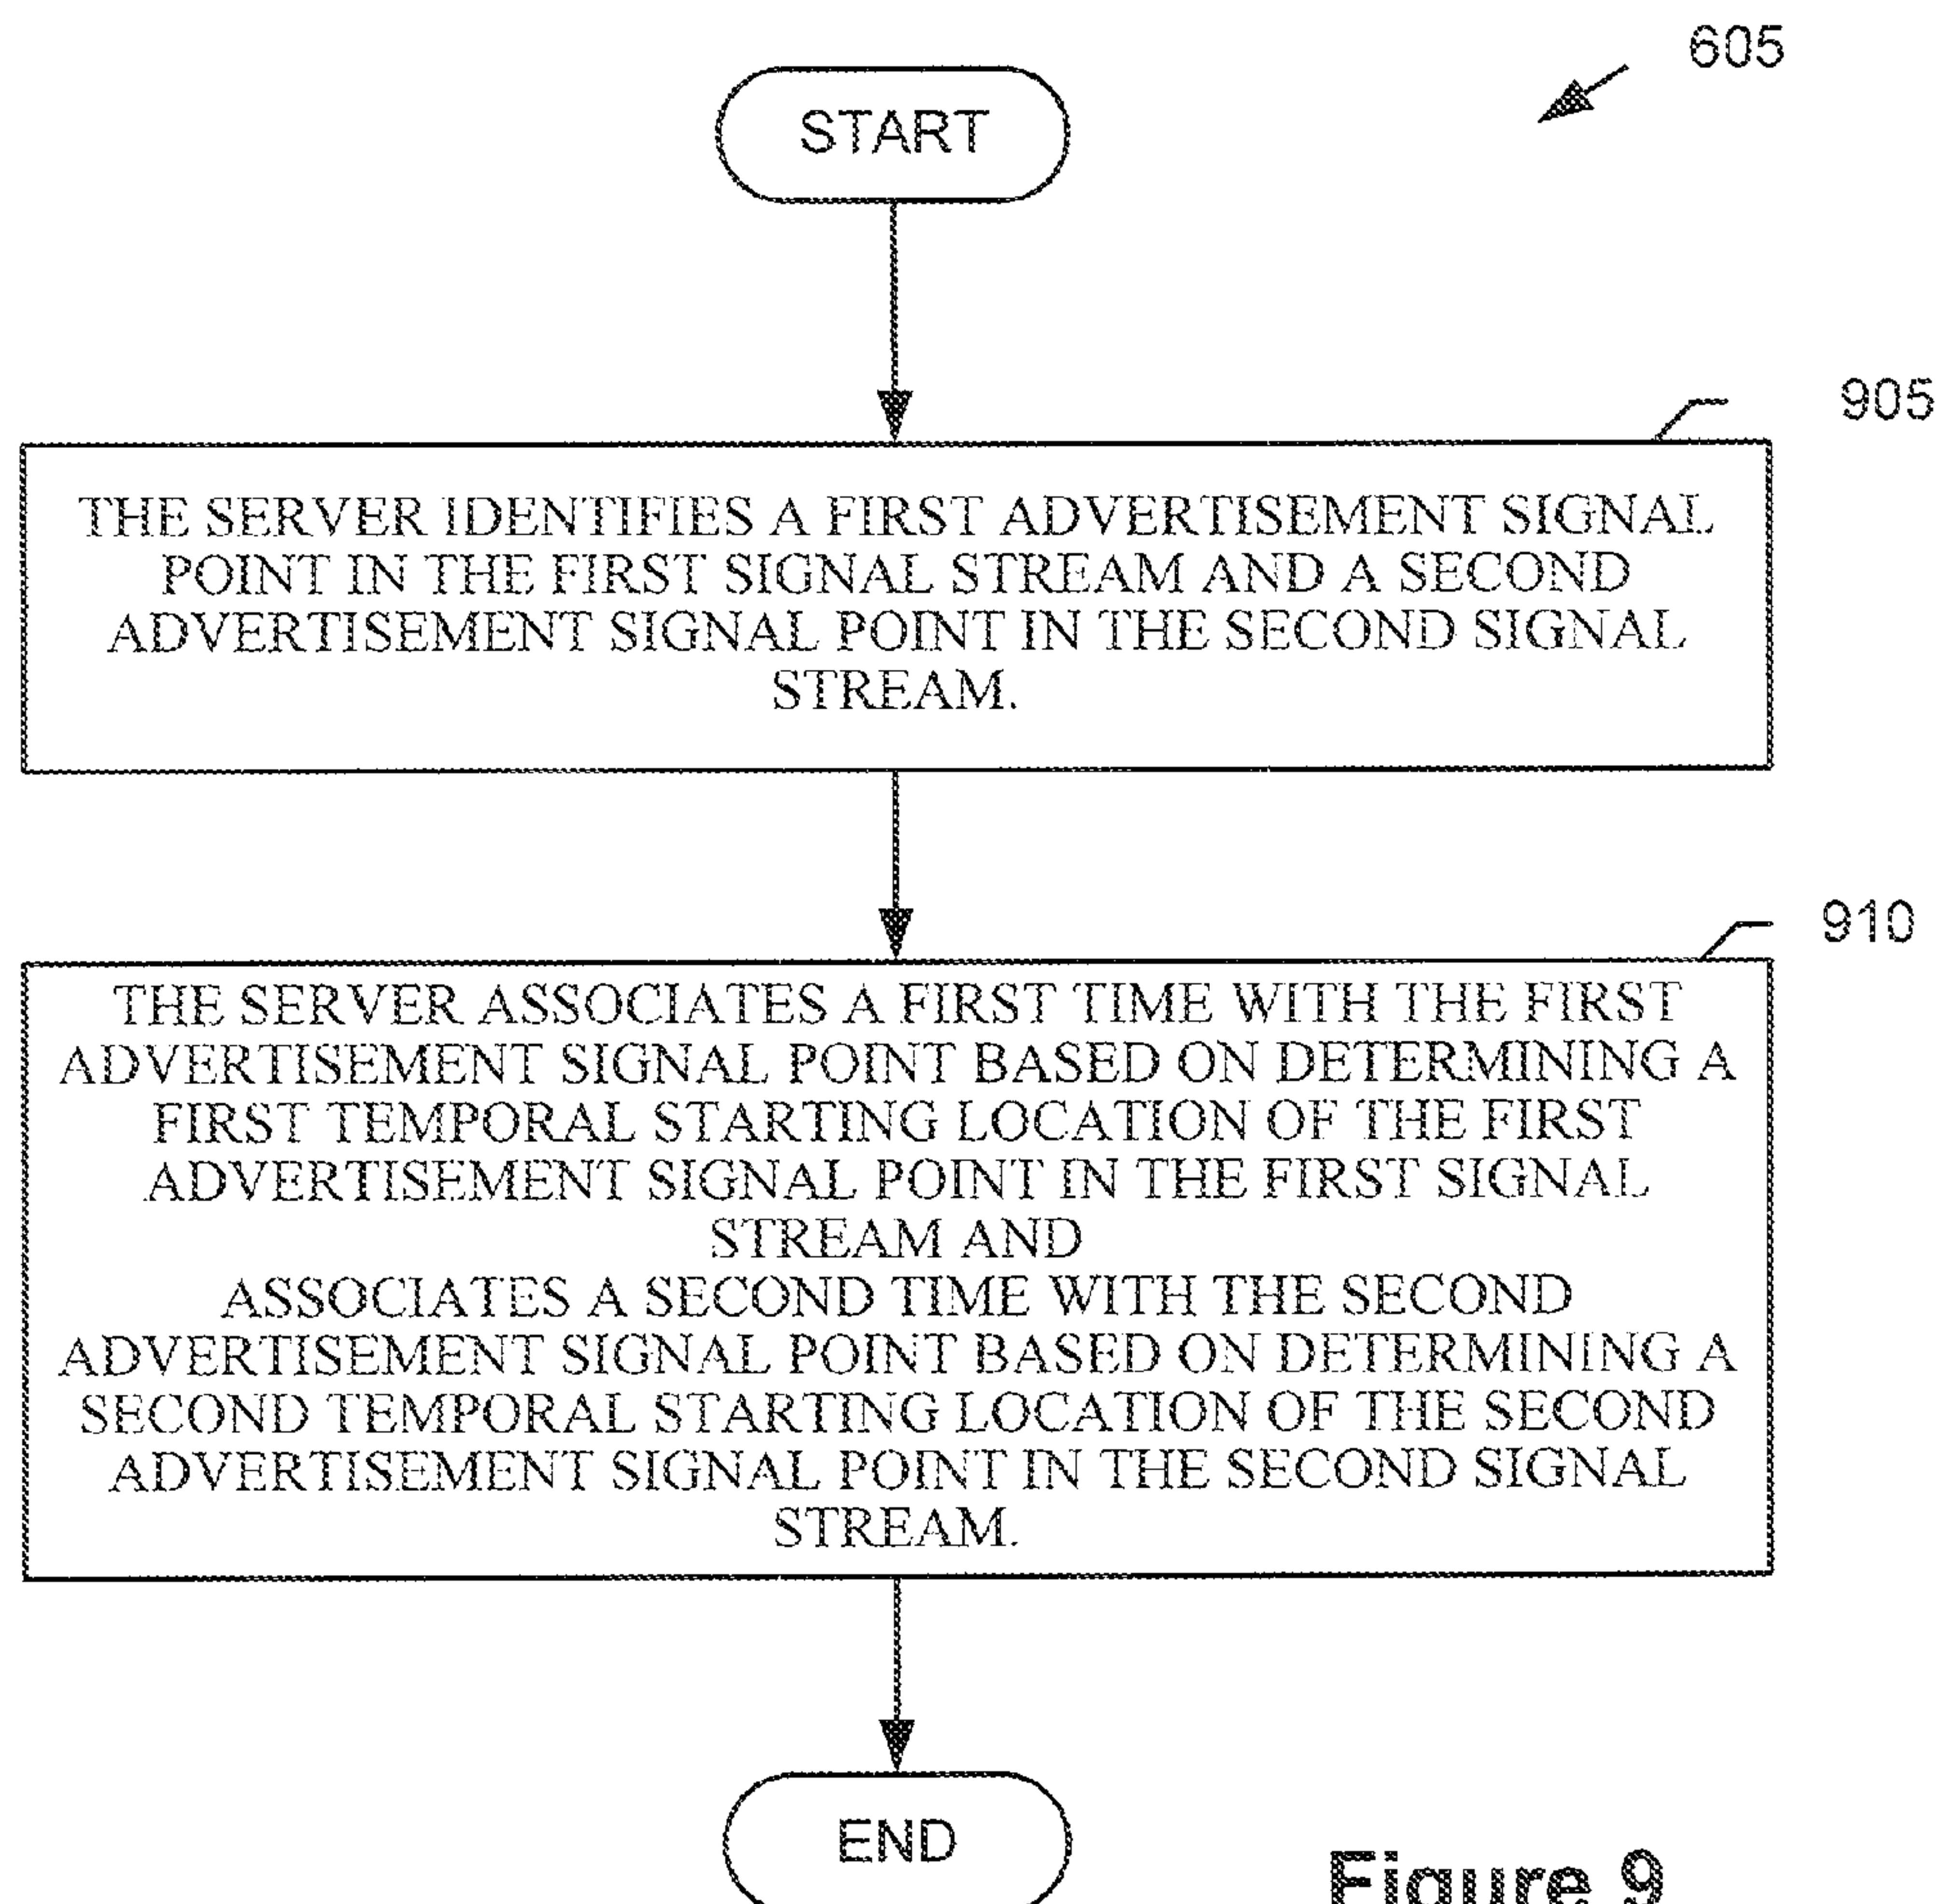 605
START
905
THE SERVER IDENTIFIES A FIRST ADVERTISEMENT SIGNAL
POINT IN THE FIRST SIGNAL STREAM AND A SECOND
ADVERTISEMENT SIGNAL POINT IN THE SECOND SIGNAL
STREAM.
910
THE SERVER ASSOCIATES A FIRST TIME WITH THE FIRST
ADVERTISEMENT SIGNAL POINT BASED ON DETERMINING A
FIRST TEMPORAL STARTING LOCATION OF THE FIRST
ADVERTISEMENT SIGNAL POINT IN THE FIRST SIGNAL
STREAM AND
ASSOCIATES A SECOND TIME WITH THE SECOND
ADVERTISEMENT SIGNAL POINT BASED ON DETERMINING A
SECOND TEMPORAL STARTING LOCATION OF THE SECOND
ADVERTISEMENT SIGNAL POINT IN THE SECOND SIGNAL
STREAM.
END
Figure 9